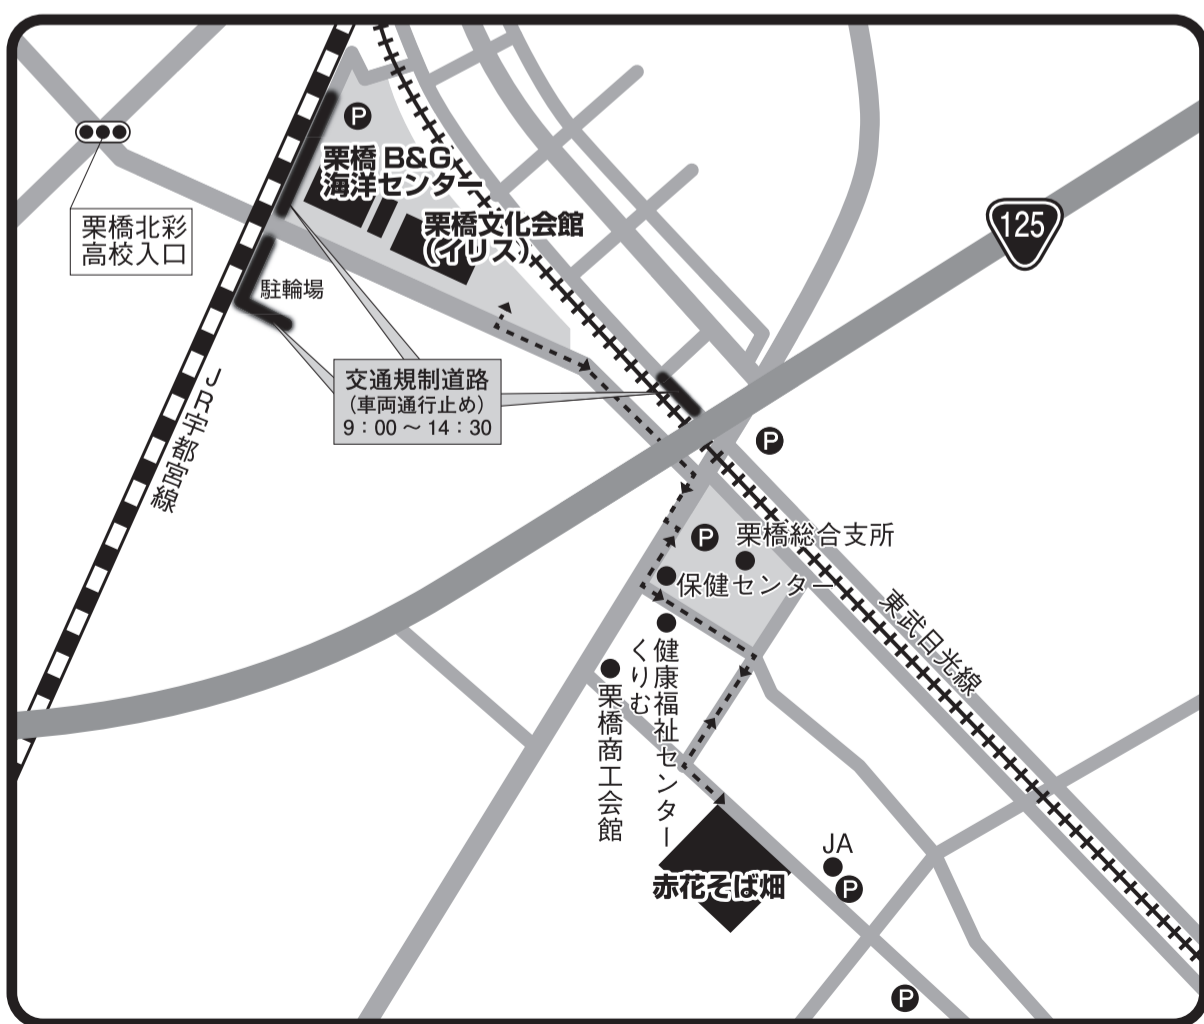 P
栗橋 B&G
海洋センター
栗橋文化会館
(イリス)
栗橋北彩
高校入口
125
駐輪場
交通規制道路
(車両通行止め)
9:00～14:30
JR宇都宮線
P
P
栗橋総合支所
保健センター
東武日光線
健康福祉センター
くりむ
栗橋商工会館
JA
P
赤花そば畑
P